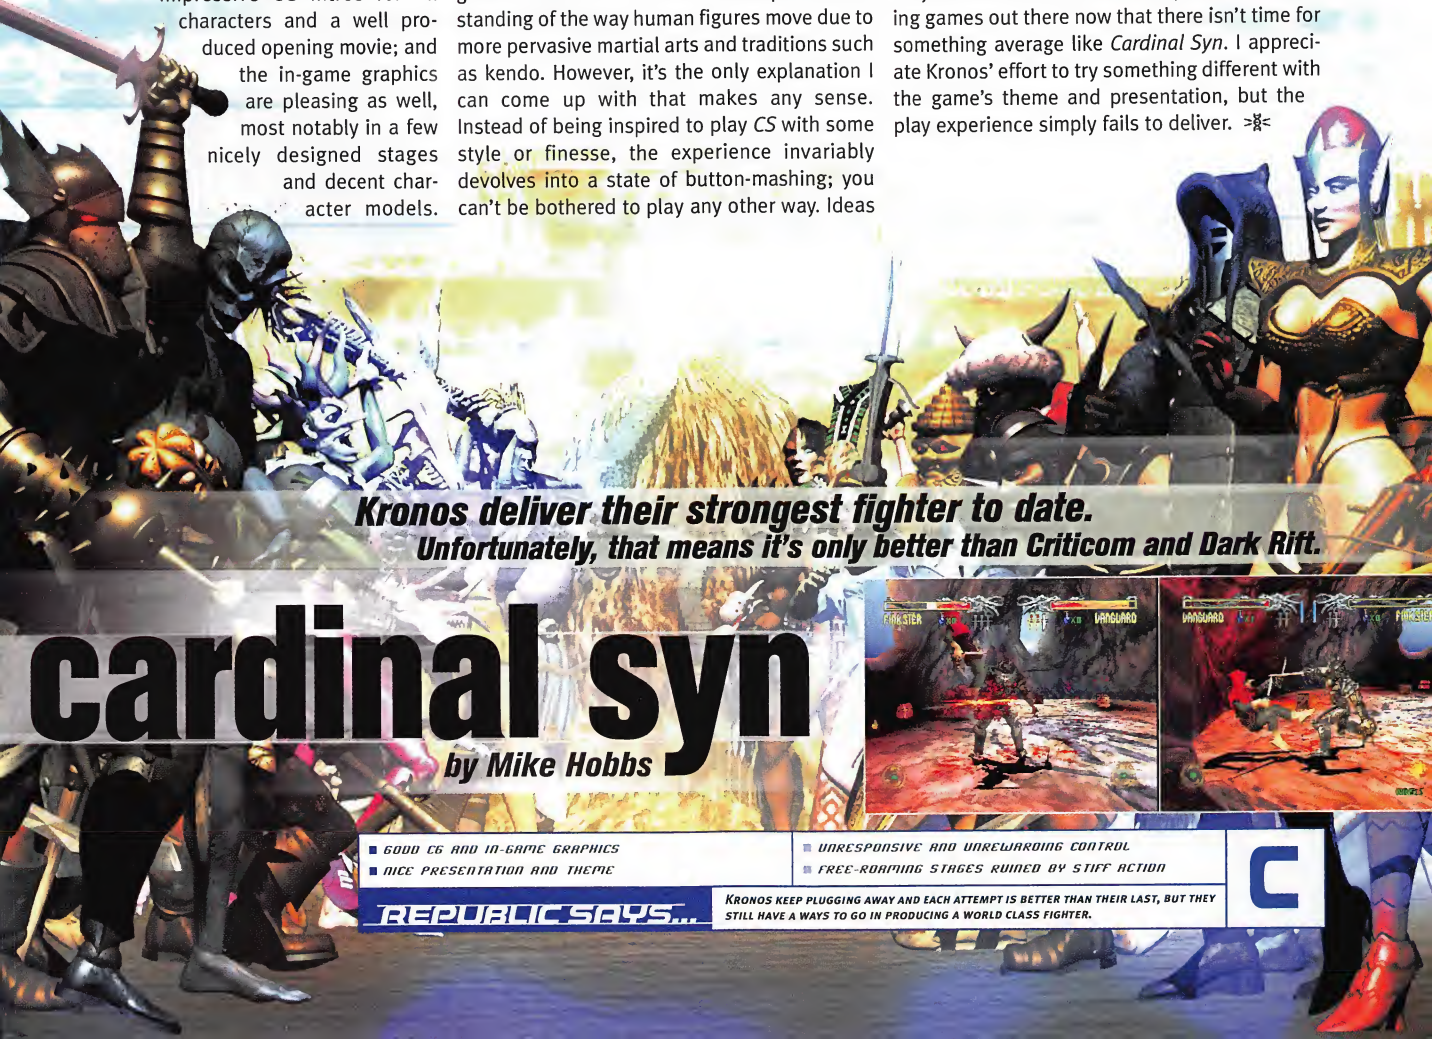 characters and a well pro-
duced opening movie; and
the in-game graphics
are pleasing as well,
most notably in a few
nicely designed stages
and decent char-
acter models.
standing of the way human figures move due to
more pervasive martial arts and traditions such
as kendo. However, it's the only explanation I
can come up with that makes any sense.
Instead of being inspired to play CS with some
style or finesse, the experience invariably
devolves into a state of button-mashing; you
can't be bothered to play any other way. Ideas
ing games out there now that there isn't time for
something average like Cardinal Syn. I appreci-
ate Kronos' effort to try something different with
the game's theme and presentation, but the
play experience simply fails to deliver.
Kronos deliver their strongest fighter to date.
Unfortunately, that means it's only better than Criticom and Dark Rift.
cardinal syn
by Mike Hobbs
FINKSTER
VANGUARD
VANGUARD
GOOD CG AND IN-GAME GRAPHICS
NICE PRESENTATION AND THEME
UNRESPONSIVE AND UNREWARDING CONTROL
FREE-ROAMING STAGES RUINED BY STIFF ACTION
REPUBLIC SAYS...
KRONOS KEEP PLUGGING AWAY AND EACH ATTEMPT IS BETTER THAN THEIR LAST, BUT THEY
STILL HAVE A WAYS TO GO IN PRODUCING A WORLD CLASS FIGHTER.
C